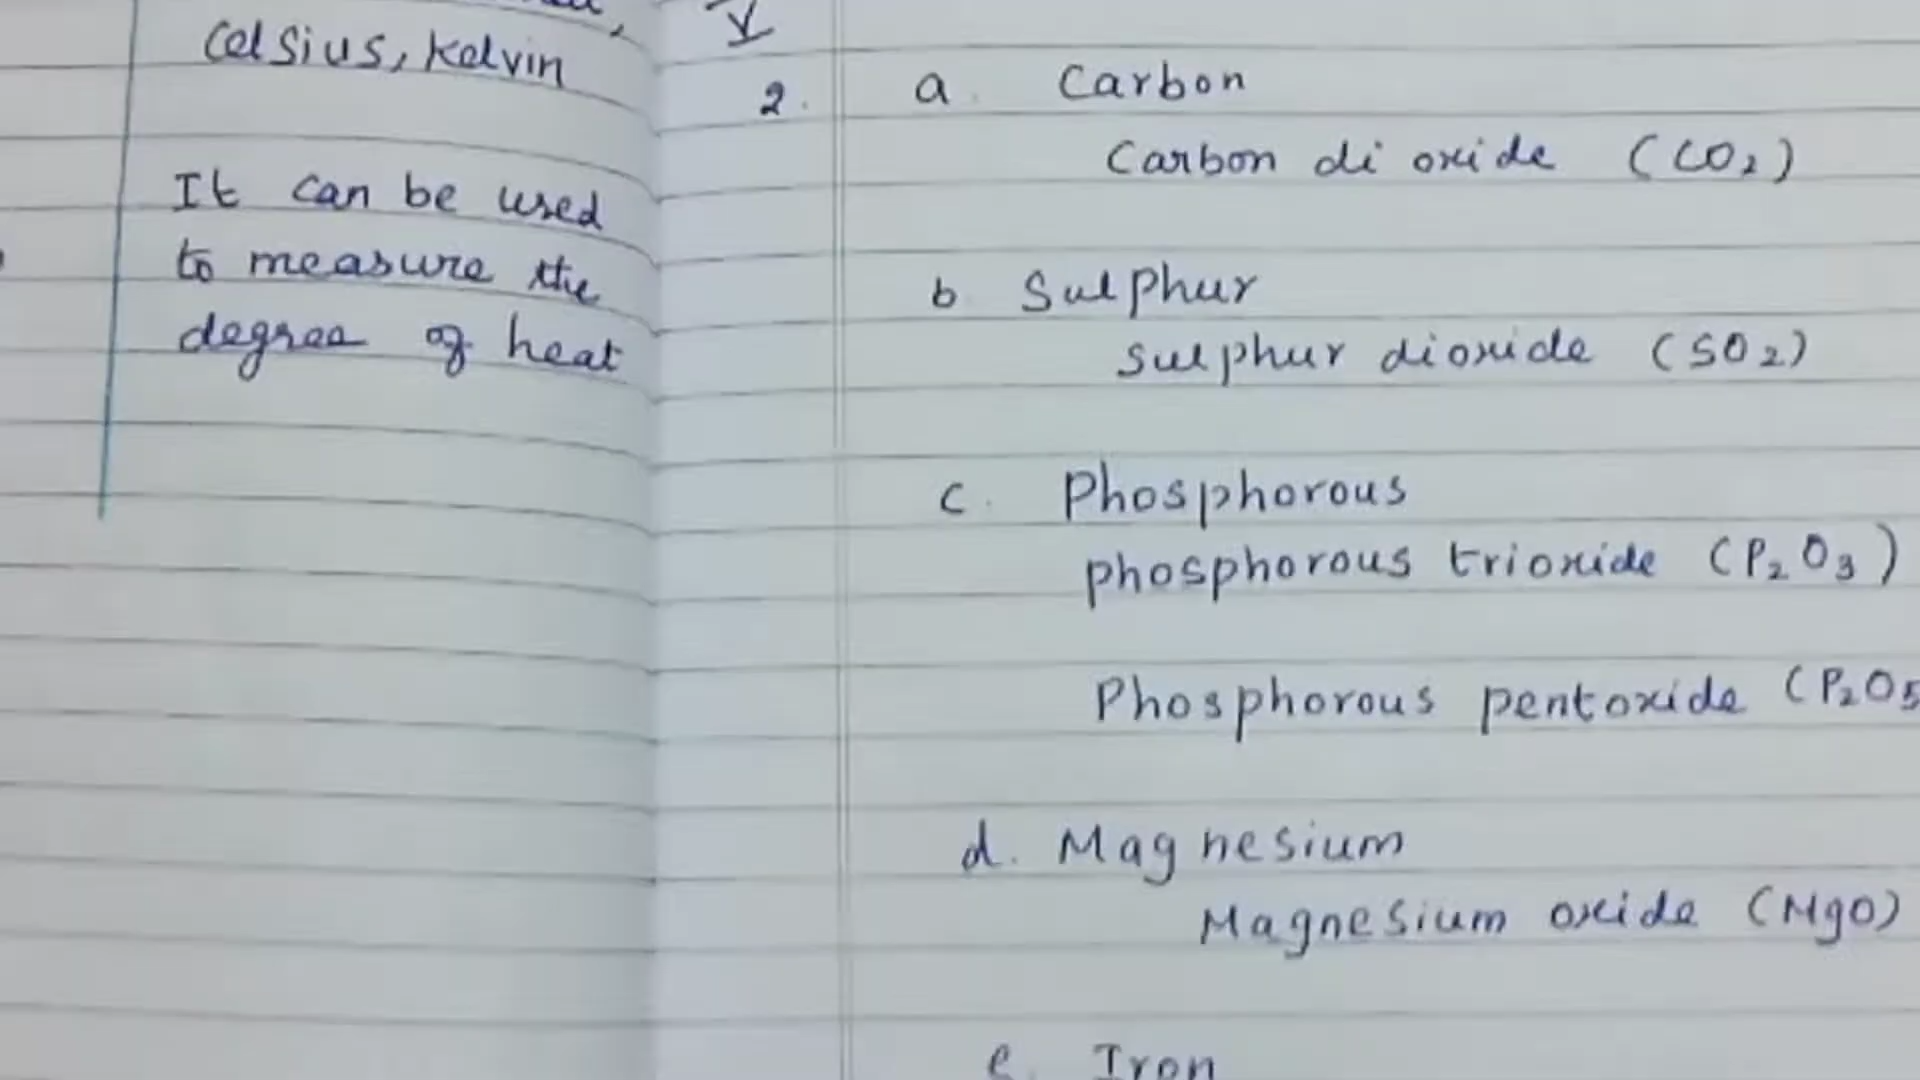 Celsius, Kelvin
It can be used
to measure the
degree of heat
V
2. a. Carbon
Carbon di oxide (CO₂)
b Sulphur
Sulphur dioxide (SO₂)
c. Phosphorous
phosphorous trioxide (P₂O₃)
Phosphorous pentoxide (P₂O₅
d. Magnesium
Magnesium oxide (MgO)
e. Iron